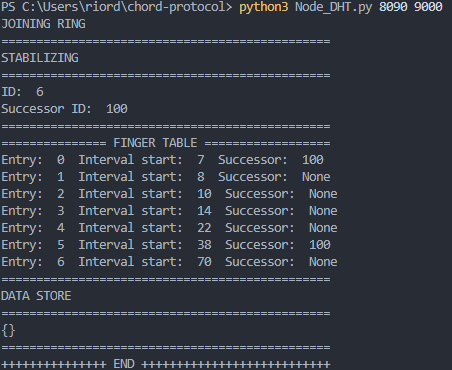 PS C:\Users\riord\chord-protocol> python3 Node_DHT.py 8090 9000
JOINING RING
===========================================
STABILIZING
===========================================
ID:  6
Successor ID:  100
===========================================
=============== FINGER TABLE ==================
Entry:  0  Interval start:  7  Successor:  100
Entry:  1  Interval start:  8  Successor:  None
Entry:  2  Interval start:  10  Successor:  None
Entry:  3  Interval start:  14  Successor:  None
Entry:  4  Interval start:  22  Successor:  None
Entry:  5  Interval start:  38  Successor:  100
Entry:  6  Interval start:  70  Successor:  None
===========================================
DATA STORE
===========================================
{}
===========================================
+++++++++++++++ END +++++++++++++++++++++++++++